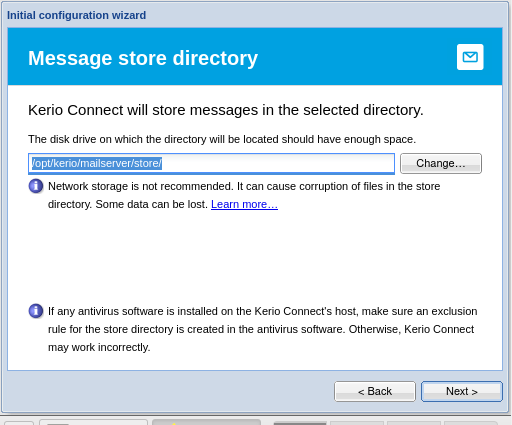 Initial configuration wizard
Message store directory
Kerio Connect will store messages in the selected directory.
The disk drive on which the directory will be located should have enough space.
/opt/kerio/mailserver/store/
Change...
Network storage is not recommended. It can cause corruption of files in the store
directory. Some data can be lost. Learn more...
If any antivirus software is installed on the Kerio Connect's host, make sure an exclusion
rule for the store directory is created in the antivirus software. Otherwise, Kerio Connect
may work incorrectly.
< Back
Next >